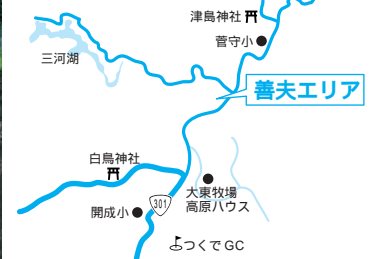 津島神社
菅守小
三河湖
善夫エリア
白鳥神社
301
大東牧場
高原ハウス
開成小
つくでGC